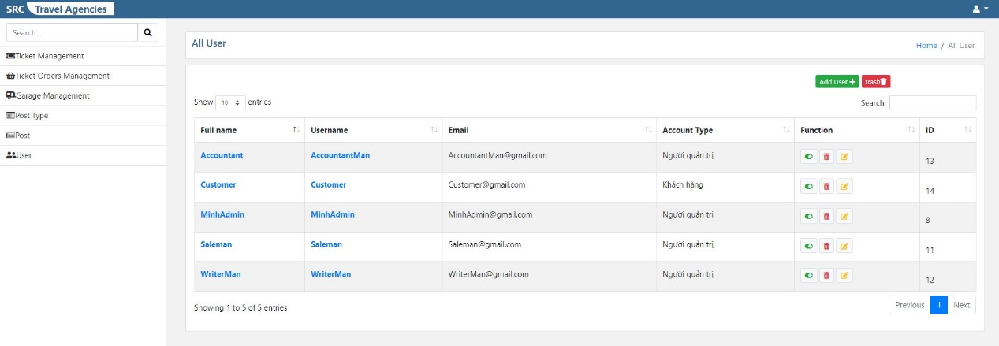 SRC Travel Agencies
Search...
Ticket Management
Ticket Orders Management
Garage Management
Post Type
Post
User
All User
Home / All User
Add User trash
Show 10 entries Search:
Full name Username Email Account Type Function ID
Accountant AccountantMan AccountantMan@gmail.com Người quản trị 13
Customer Customer Customer@gmail.com Khách hàng 14
MinhAdmin MinhAdmin MinhAdmin@gmail.com Người quản trị 8
Saleman Saleman Saleman@gmail.com Người quản trị 11
WriterMan WriterMan WriterMan@gmail.com Người quản trị 12
Showing 1 to 5 of 5 entries Previous 1 Next